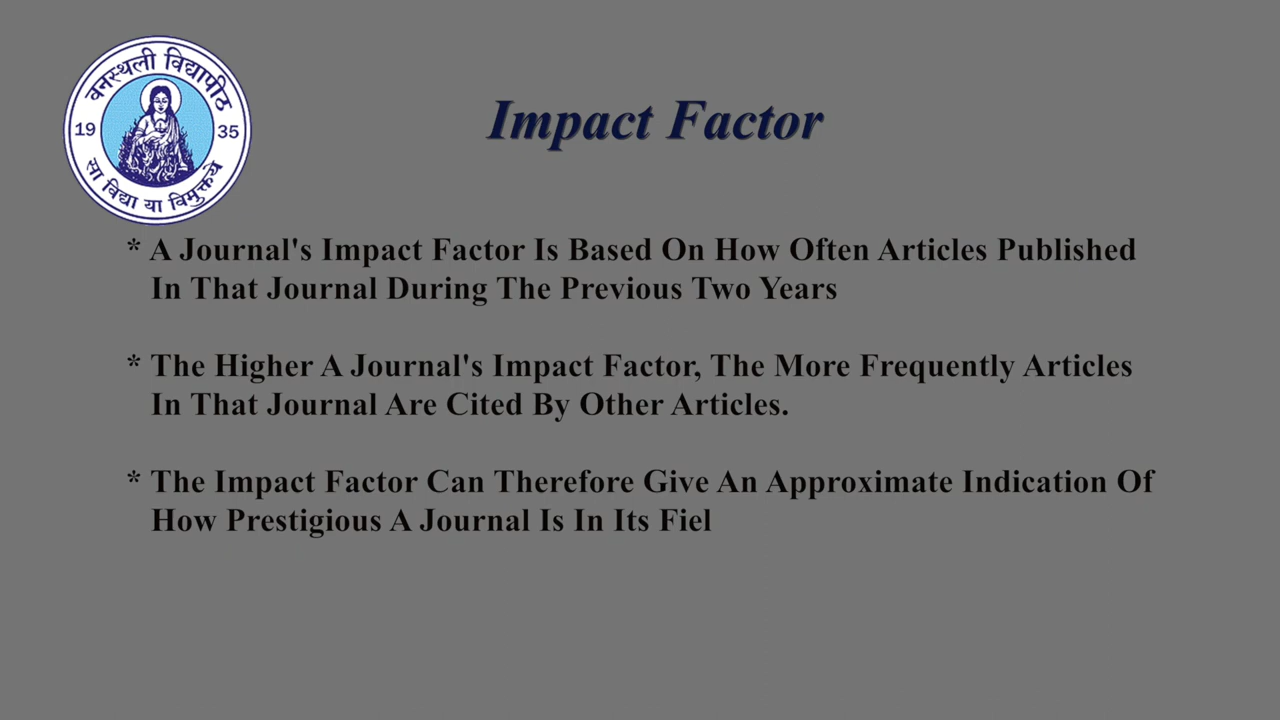 वनस्थली विद्यापीठ
19 35
सा विद्या या विमुक्तये
Impact Factor
* A Journal's Impact Factor Is Based On How Often Articles Published
In That Journal During The Previous Two Years
* The Higher A Journal's Impact Factor, The More Frequently Articles
In That Journal Are Cited By Other Articles.
* The Impact Factor Can Therefore Give An Approximate Indication Of
How Prestigious A Journal Is In Its Fiel